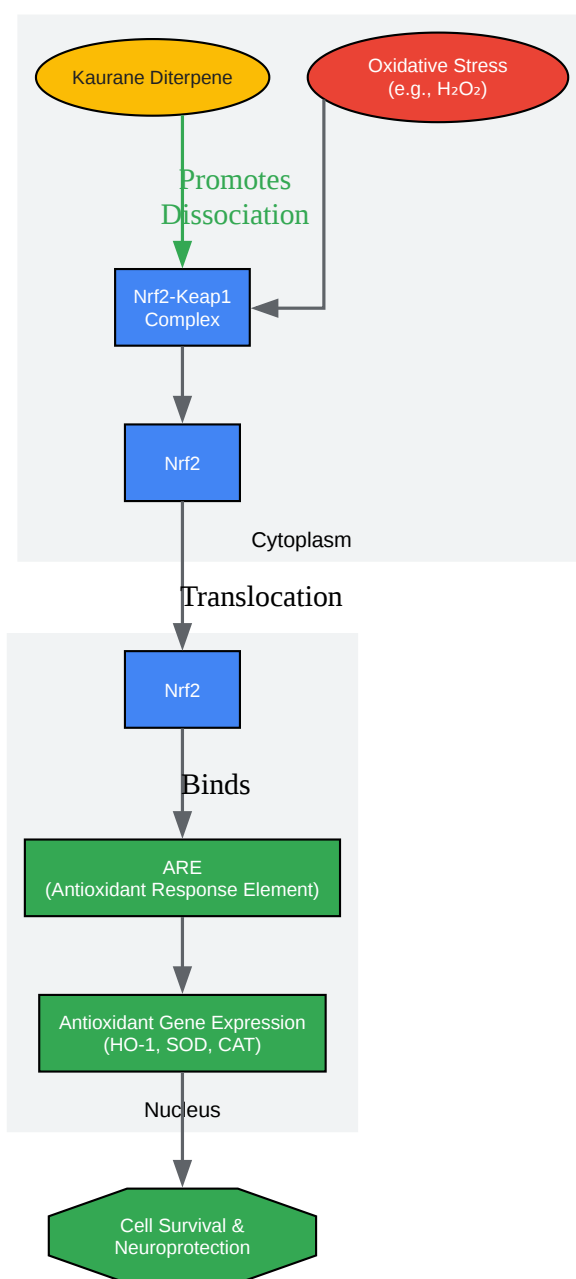 Kaurane Diterpene
Oxidative Stress
(e.g., H₂O₂)
Promotes
Dissociation
Nrf2-Keap1
Complex
Nrf2
Cytoplasm
Translocation
Nrf2
Binds
ARE
(Antioxidant Response Element)
Antioxidant Gene Expression
(HO-1, SOD, CAT)
Nucleus
Cell Survival &
Neuroprotection